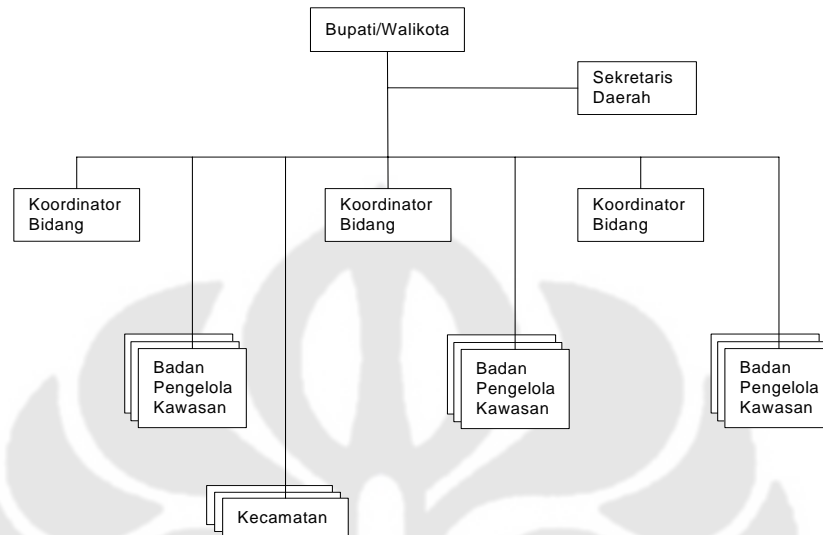 Bupati/Walikota
Sekretaris
Daerah
Koordinator
Bidang
Koordinator
Bidang
Koordinator
Bidang
Badan
Pengelola
Kawasan
Badan
Pengelola
Kawasan
Badan
Pengelola
Kawasan
Kecamatan